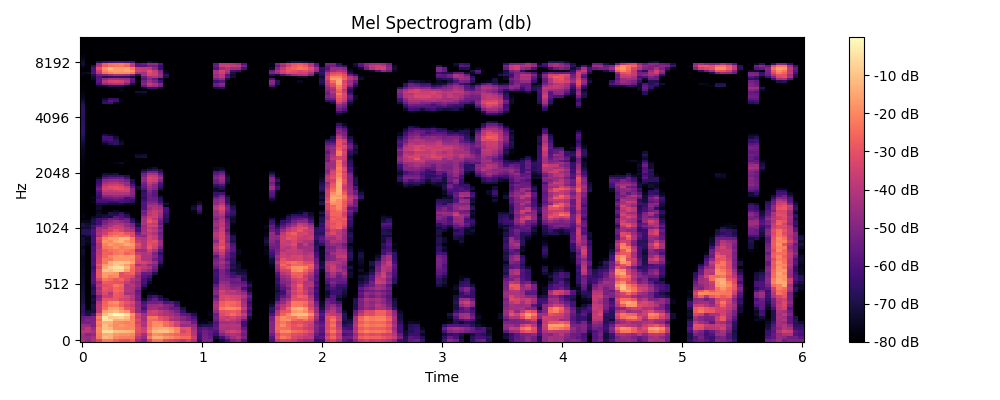 Mel Spectrogram (db)
8192
4096
2048
1024
512
0
Hz
0 1 2 3 4 5 6
Time
-10 dB
-20 dB
-30 dB
-40 dB
-50 dB
-60 dB
-70 dB
-80 dB